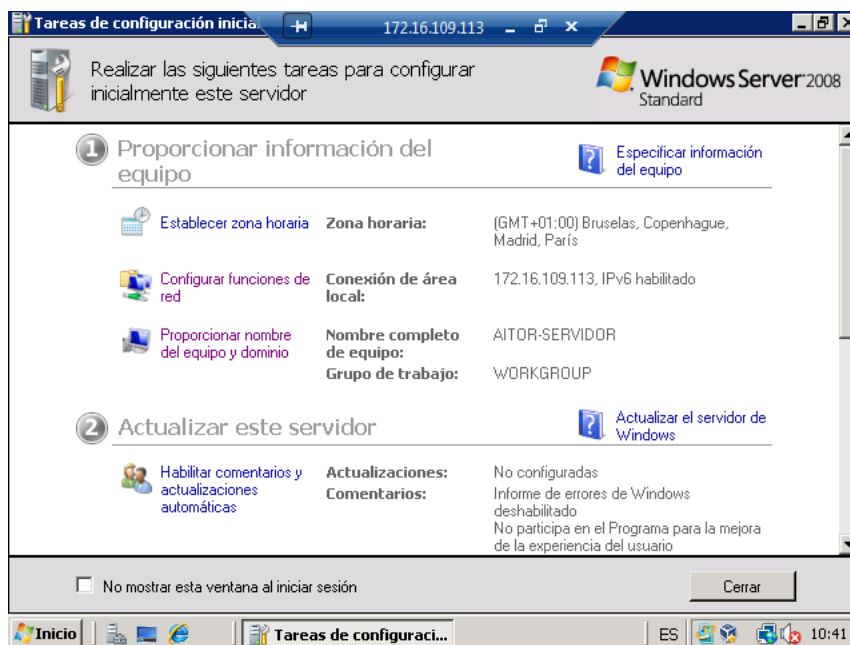 Tareas de configuración inicia
172.16.109.113
Realizar las siguientes tareas para configurar
inicialmente este servidor
Windows Server 2008
Standard
1 Proporcionar información del
equipo
Especificar información
del equipo
Establecer zona horaria Zona horaria: (GMT+01:00) Bruselas, Copenhague,
Madrid, París
Configurar funciones de Conexión de área 172.16.109.113, IPv6 habilitado
red local:
Proporcionar nombre Nombre completo AITOR-SERVIDOR
del equipo y dominio de equipo:
Grupo de trabajo: WORKGROUP
2 Actualizar este servidor
Actualizar el servidor de
Windows
Habilitar comentarios y Actualizaciones: No configuradas
actualizaciones Comentarios: Informe de errores de Windows
automáticas deshabilitado
No participa en el Programa para la mejora
de la experiencia del usuario
No mostrar esta ventana al iniciar sesión
Cerrar
Inicio Tareas de configuraci... ES 10:41